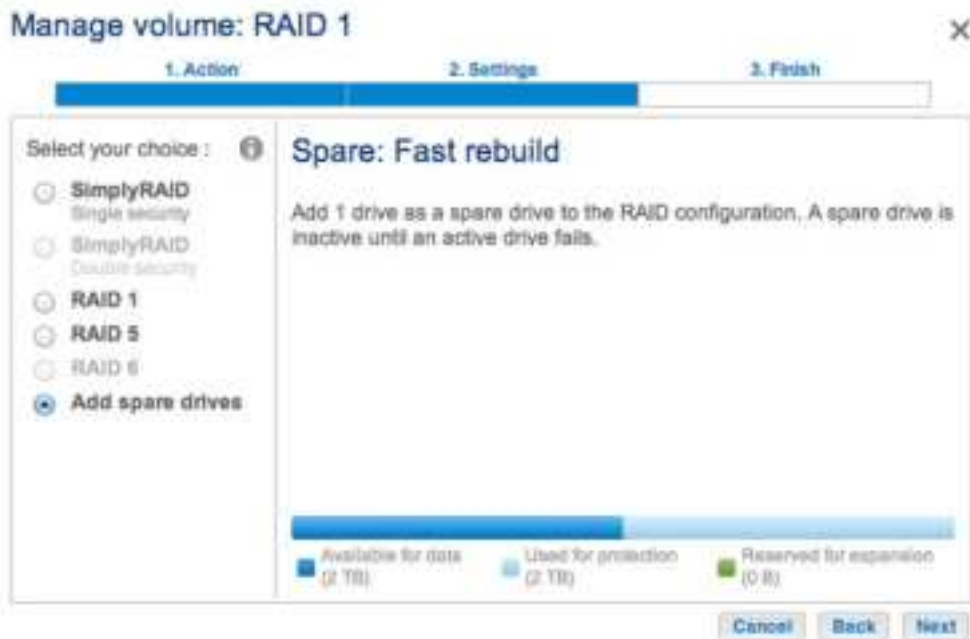 Manage volume: RAID 1
1. Action
2. Settings
3. Finish
Select your choice :
SimplyRAID
Single security
SimplyRAID
Double security
RAID 1
RAID 5
RAID 6
Add spare drives
Spare: Fast rebuild
Add 1 drive as a spare drive to the RAID configuration. A spare drive is
inactive until an active drive fails.
Available for data
(2 TB)
Used for protection
(2 TB)
Reserved for expansion
(0 B)
Cancel
Back
Next